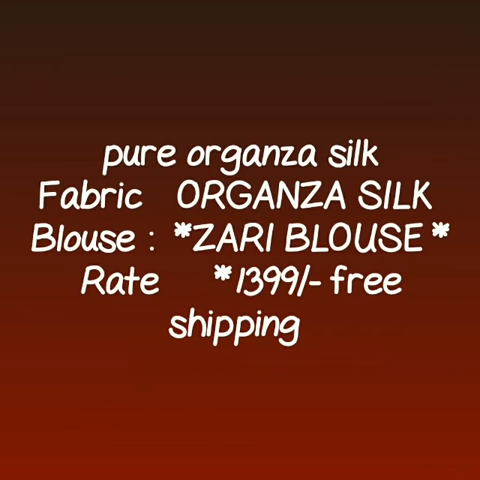 pure organza silk
Fabric ORGANZA SILK
Blouse : *ZARI BLOUSE *
Rate *1399/- free
shipping